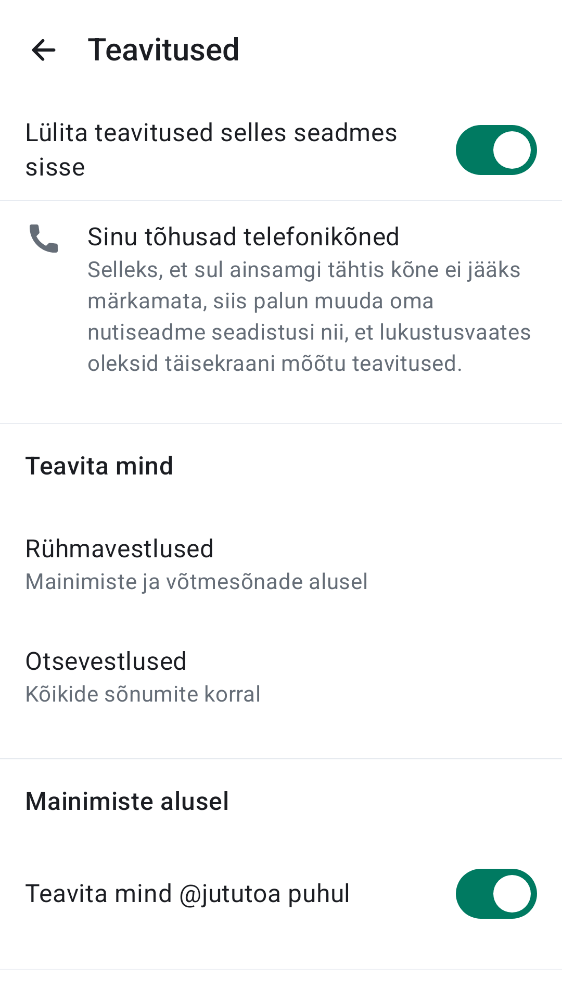 Teavitused
Lülita teavitused selles seadmes
sisse
Sinu tõhusad telefonikõned
Selleks, et sul ainsamgi tähtis kõne ei jääks
märkamata, siis palun muuda oma
nutiseadme seadistusi nii, et lukustusvaates
oleksid täisekraani mõõtu teavitused.
Teavita mind
Rühmavestlused
Mainimiste ja võtmesõnade alusel
Otsevestlused
Kõikide sõnumite korral
Mainimiste alusel
Teavita mind @jututoa puhul